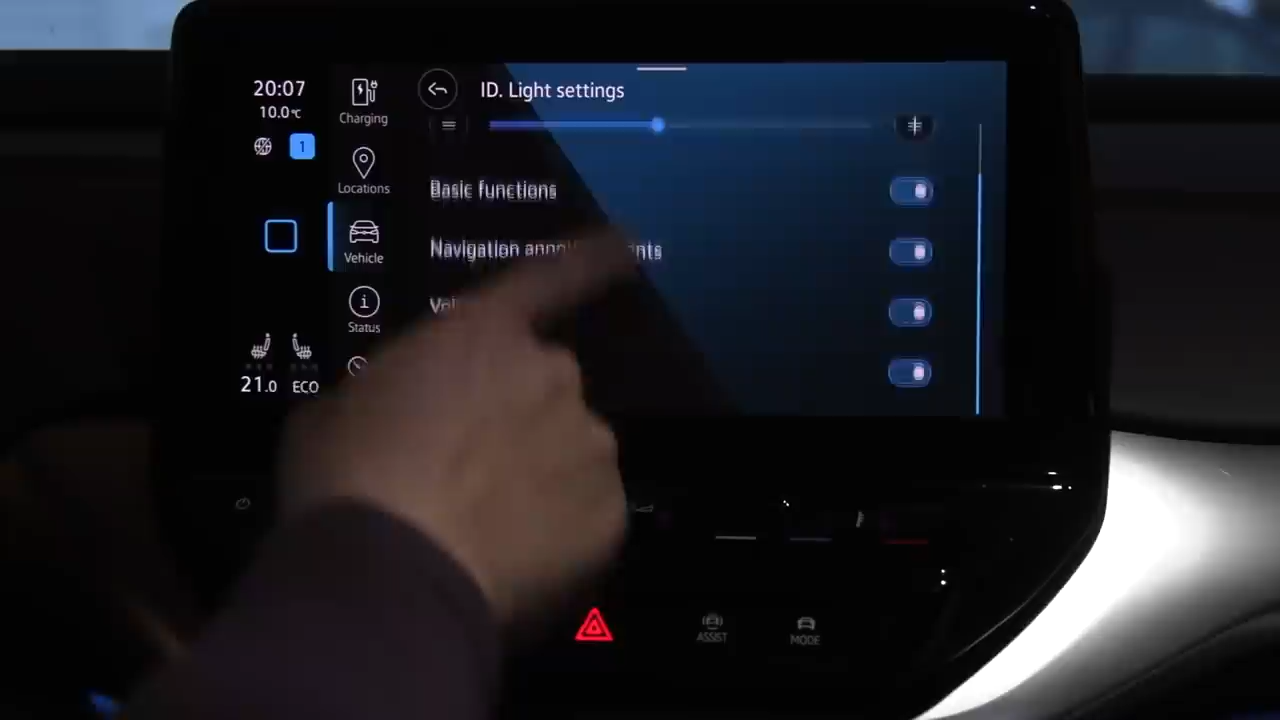 20:07
10.0°C
1
Charging
ID. Light settings
Locations
Basic functions
Vehicle
Navigation
Status
21.0 ECO
ASSIST
MODE